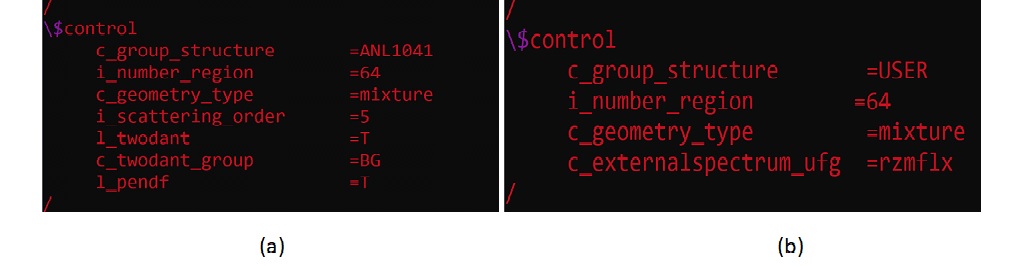 /
\$control
c_group_structure =ANL1041
i_number_region =64
c_geometry_type =mixture
i_scattering_order =5
l_twodant =T
c_twodant_group =BG
l_pendf =T
/
(a)
/
\$control
c_group_structure =USER
i_number_region =64
c_geometry_type =mixture
c_externalspectrum_ufg =rzmflx
/
(b)